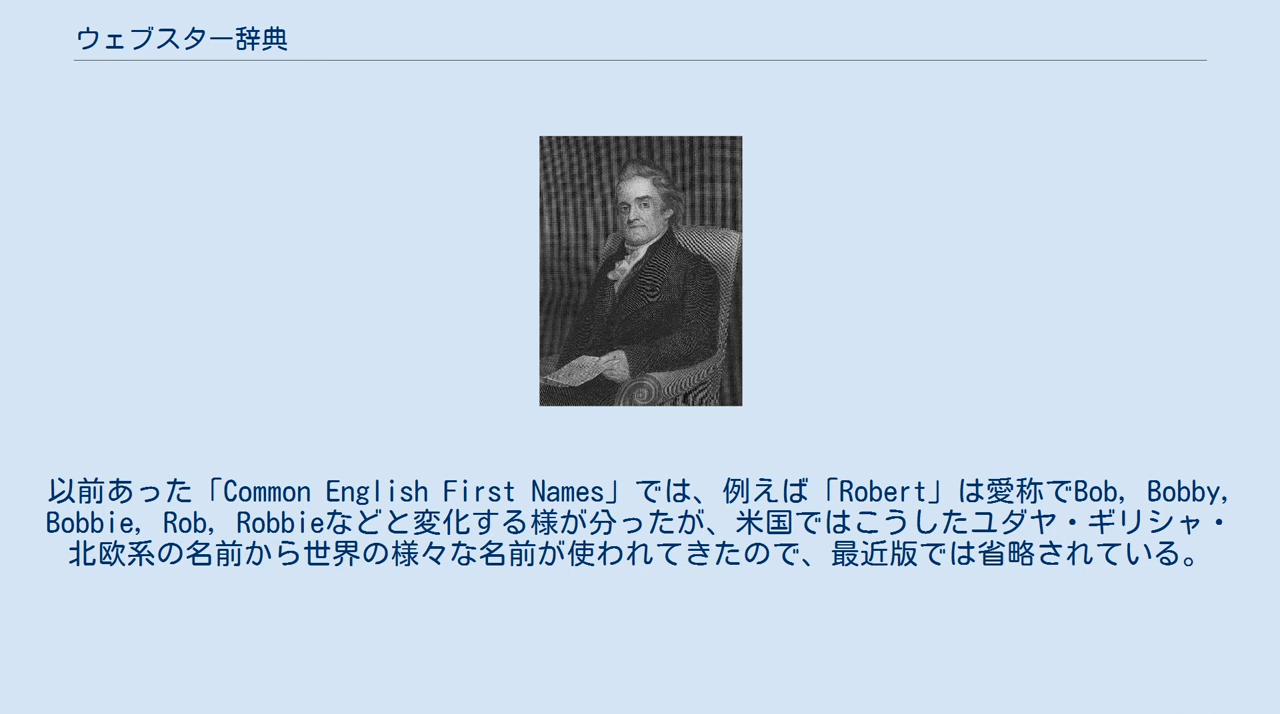 ウェブスター辞典
以前あった「Common English First Names」では、例えば「Robert」は愛称でBob, Bobby,
Bobbie, Rob, Robbieなどと変化する様が分ったが、米国ではこうしたユダヤ・ギリシャ・
北欧系の名前から世界の様々な名前が使われてきたので、最近版では省略されている。